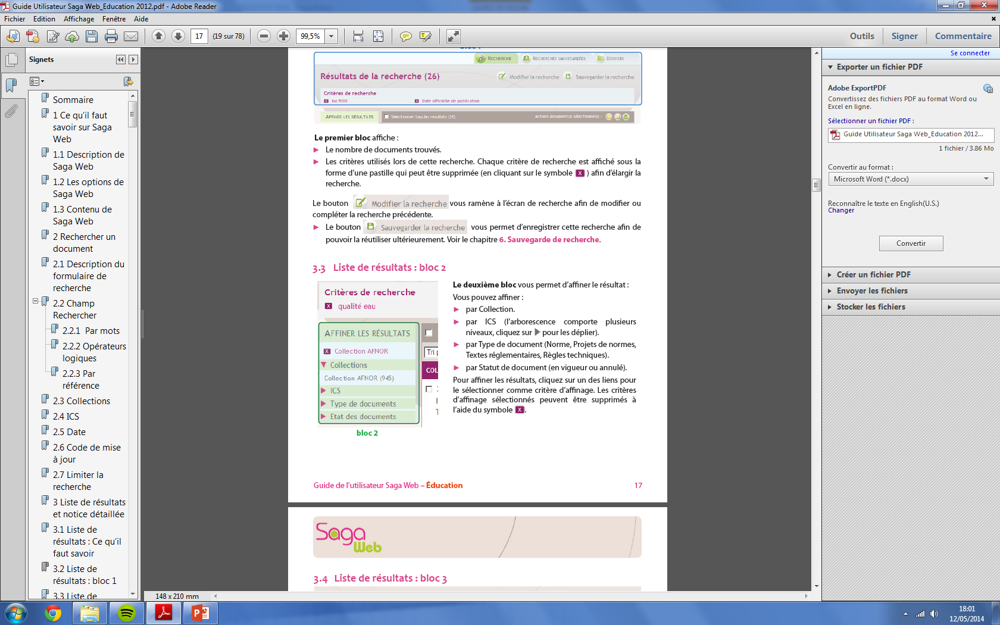 Guide Utilisateur Saga Web_Education 2012.pdf - Adobe Reader
Fichier Edition Affichage Fenêtre Aide
17 (19 sur 78) 99,5% Outils Signer Commentaire
Signets
Sommaire
1 Ce qu'il faut
savoir sur Saga
Web
1.1 Description de
Saga Web
1.2 Les options de
Saga Web
1.3 Contenu de
Saga Web
2 Rechercher un
document
2.1 Description du
formulaire de
recherche
2.2 Champ
Rechercher
2.2.1 Par mots
2.2.2 Opérateurs
logiques
2.2.3 Par
référence
2.3 Collections
2.4 ICS
2.5 Date
2.6 Code de mise
à jour
2.7 Limiter la
recherche
3 Liste de résultats
et notice détaillée
3.1 Liste de
résultats : Ce qu'il
faut savoir
3.2 Liste de
résultats : bloc 1
3.3 Liste de
RECHERCHE RECHERCHES SAUVEGARDÉES DOSSIERS
Résultats de la recherche (26) Modifier la recherche Sauvegarder la recherche
Critères de recherche
iso 9000 Date officielle de publication
AFFINER LES RÉSULTATS Sélectionner tous les résultats (26) Actions document(s) sélectionné(s) :
Le premier bloc affiche :
Le nombre de documents trouvés.
Les critères utilisés lors de cette recherche. Chaque critère de recherche est affiché sous la
forme d'une pastille qui peut être supprimée (en cliquant sur le symbole X ) afin d'élargir la
recherche.
Le bouton Modifier la recherche vous ramène à l'écran de recherche afin de modifier ou
compléter la recherche précédente.
Le bouton Sauvegarder la recherche vous permet d'enregistrer cette recherche afin de
pouvoir la réutiliser ultérieurement. Voir le chapitre 6. Sauvegarde de recherche.
3.3 Liste de résultats : bloc 2
Critères de recherche
X qualité eau
AFFINER LES RÉSULTATS
X Collection AFNOR
Collections
Collection AFNOR (945)
ICS
Type de documents
Etat des documents
Tri p
COL
bloc 2
Le deuxième bloc vous permet d'affiner le résultat :
Vous pouvez affiner :
par Collection.
par ICS (l'arborescence comporte plusieurs
niveaux, cliquez sur pour les déplier).
par Type de document (Norme, Projets de normes,
Textes réglementaires, Règles techniques).
par Statut de document (en vigueur ou annulé).
Pour affiner les résultats, cliquez sur un des liens pour
le sélectionner comme critère d'affinage. Les critères
d'affinage sélectionnés peuvent être supprimés à
l'aide du symbole X.
Guide de l'utilisateur Saga Web – Éducation 17
Saga
Web
3.4 Liste de résultats : bloc 3
148 x 210 mm
Se connecter
Exporter un fichier PDF
Adobe ExportPDF
Convertissez des fichiers PDF au format Word ou
Excel en ligne.
Sélectionner un fichier PDF :
Guide Utilisateur Saga Web_Education 2012...
1 fichier / 3.86 Mo
Convertir au format :
Microsoft Word (*.docx)
Reconnaître le texte en English(U.S.)
Changer
Convertir
Créer un fichier PDF
Envoyer les fichiers
Stocker les fichiers
18:01
12/05/2014